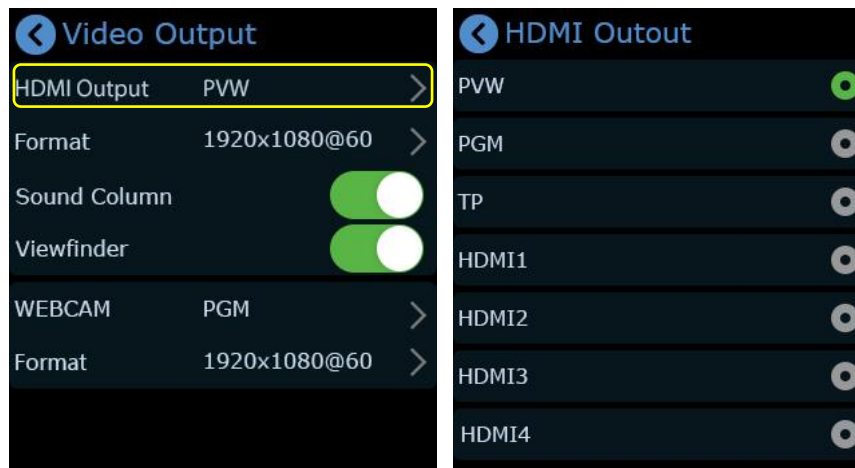 Video Output
HDMI Output PVW
Format 1920x1080@60
Sound Column
Viewfinder
WEBCAM PGM
Format 1920x1080@60
HDMI Outout
PVW
PGM
TP
HDMI1
HDMI2
HDMI3
HDMI4